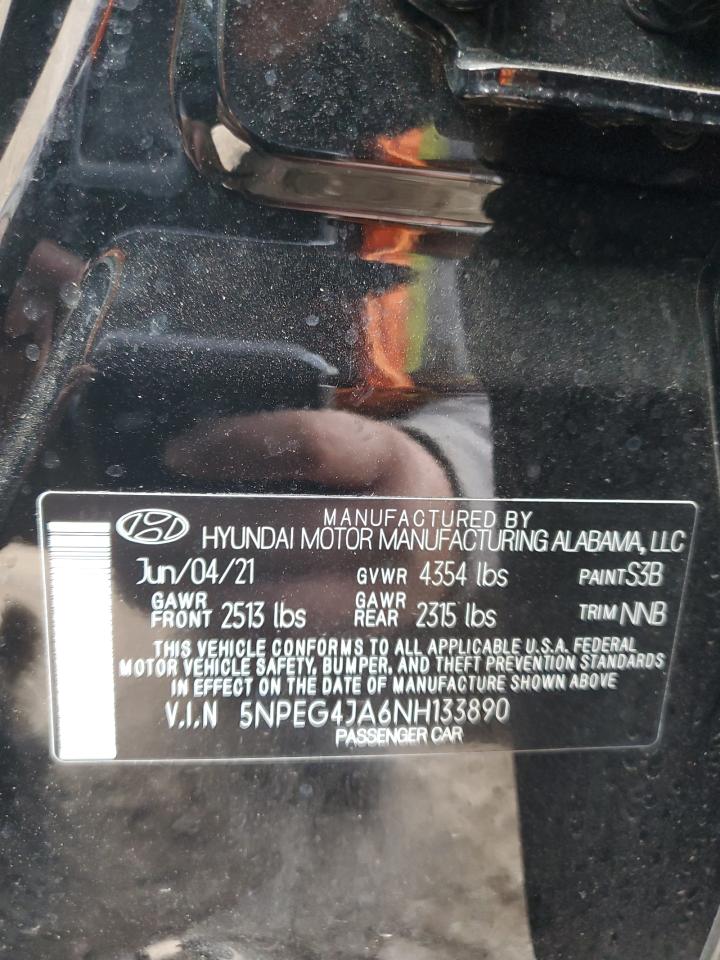 MANUFACTURED BY
HYUNDAI MOTOR MANUFACTURING ALABAMA, LLC
Jun/04/21 GVWR 4354 lbs PAINT S3B
GAWR FRONT 2513 lbs GAWR REAR 2315 lbs TRIM NNB
THIS VEHICLE CONFORMS TO ALL APPLICABLE U.S.A. FEDERAL
MOTOR VEHICLE SAFETY, BUMPER, AND THEFT PREVENTION STANDARDS
IN EFFECT ON THE DATE OF MANUFACTURE SHOWN ABOVE
V.I.N 5NPEG4JA6NH133890
PASSENGER CAR